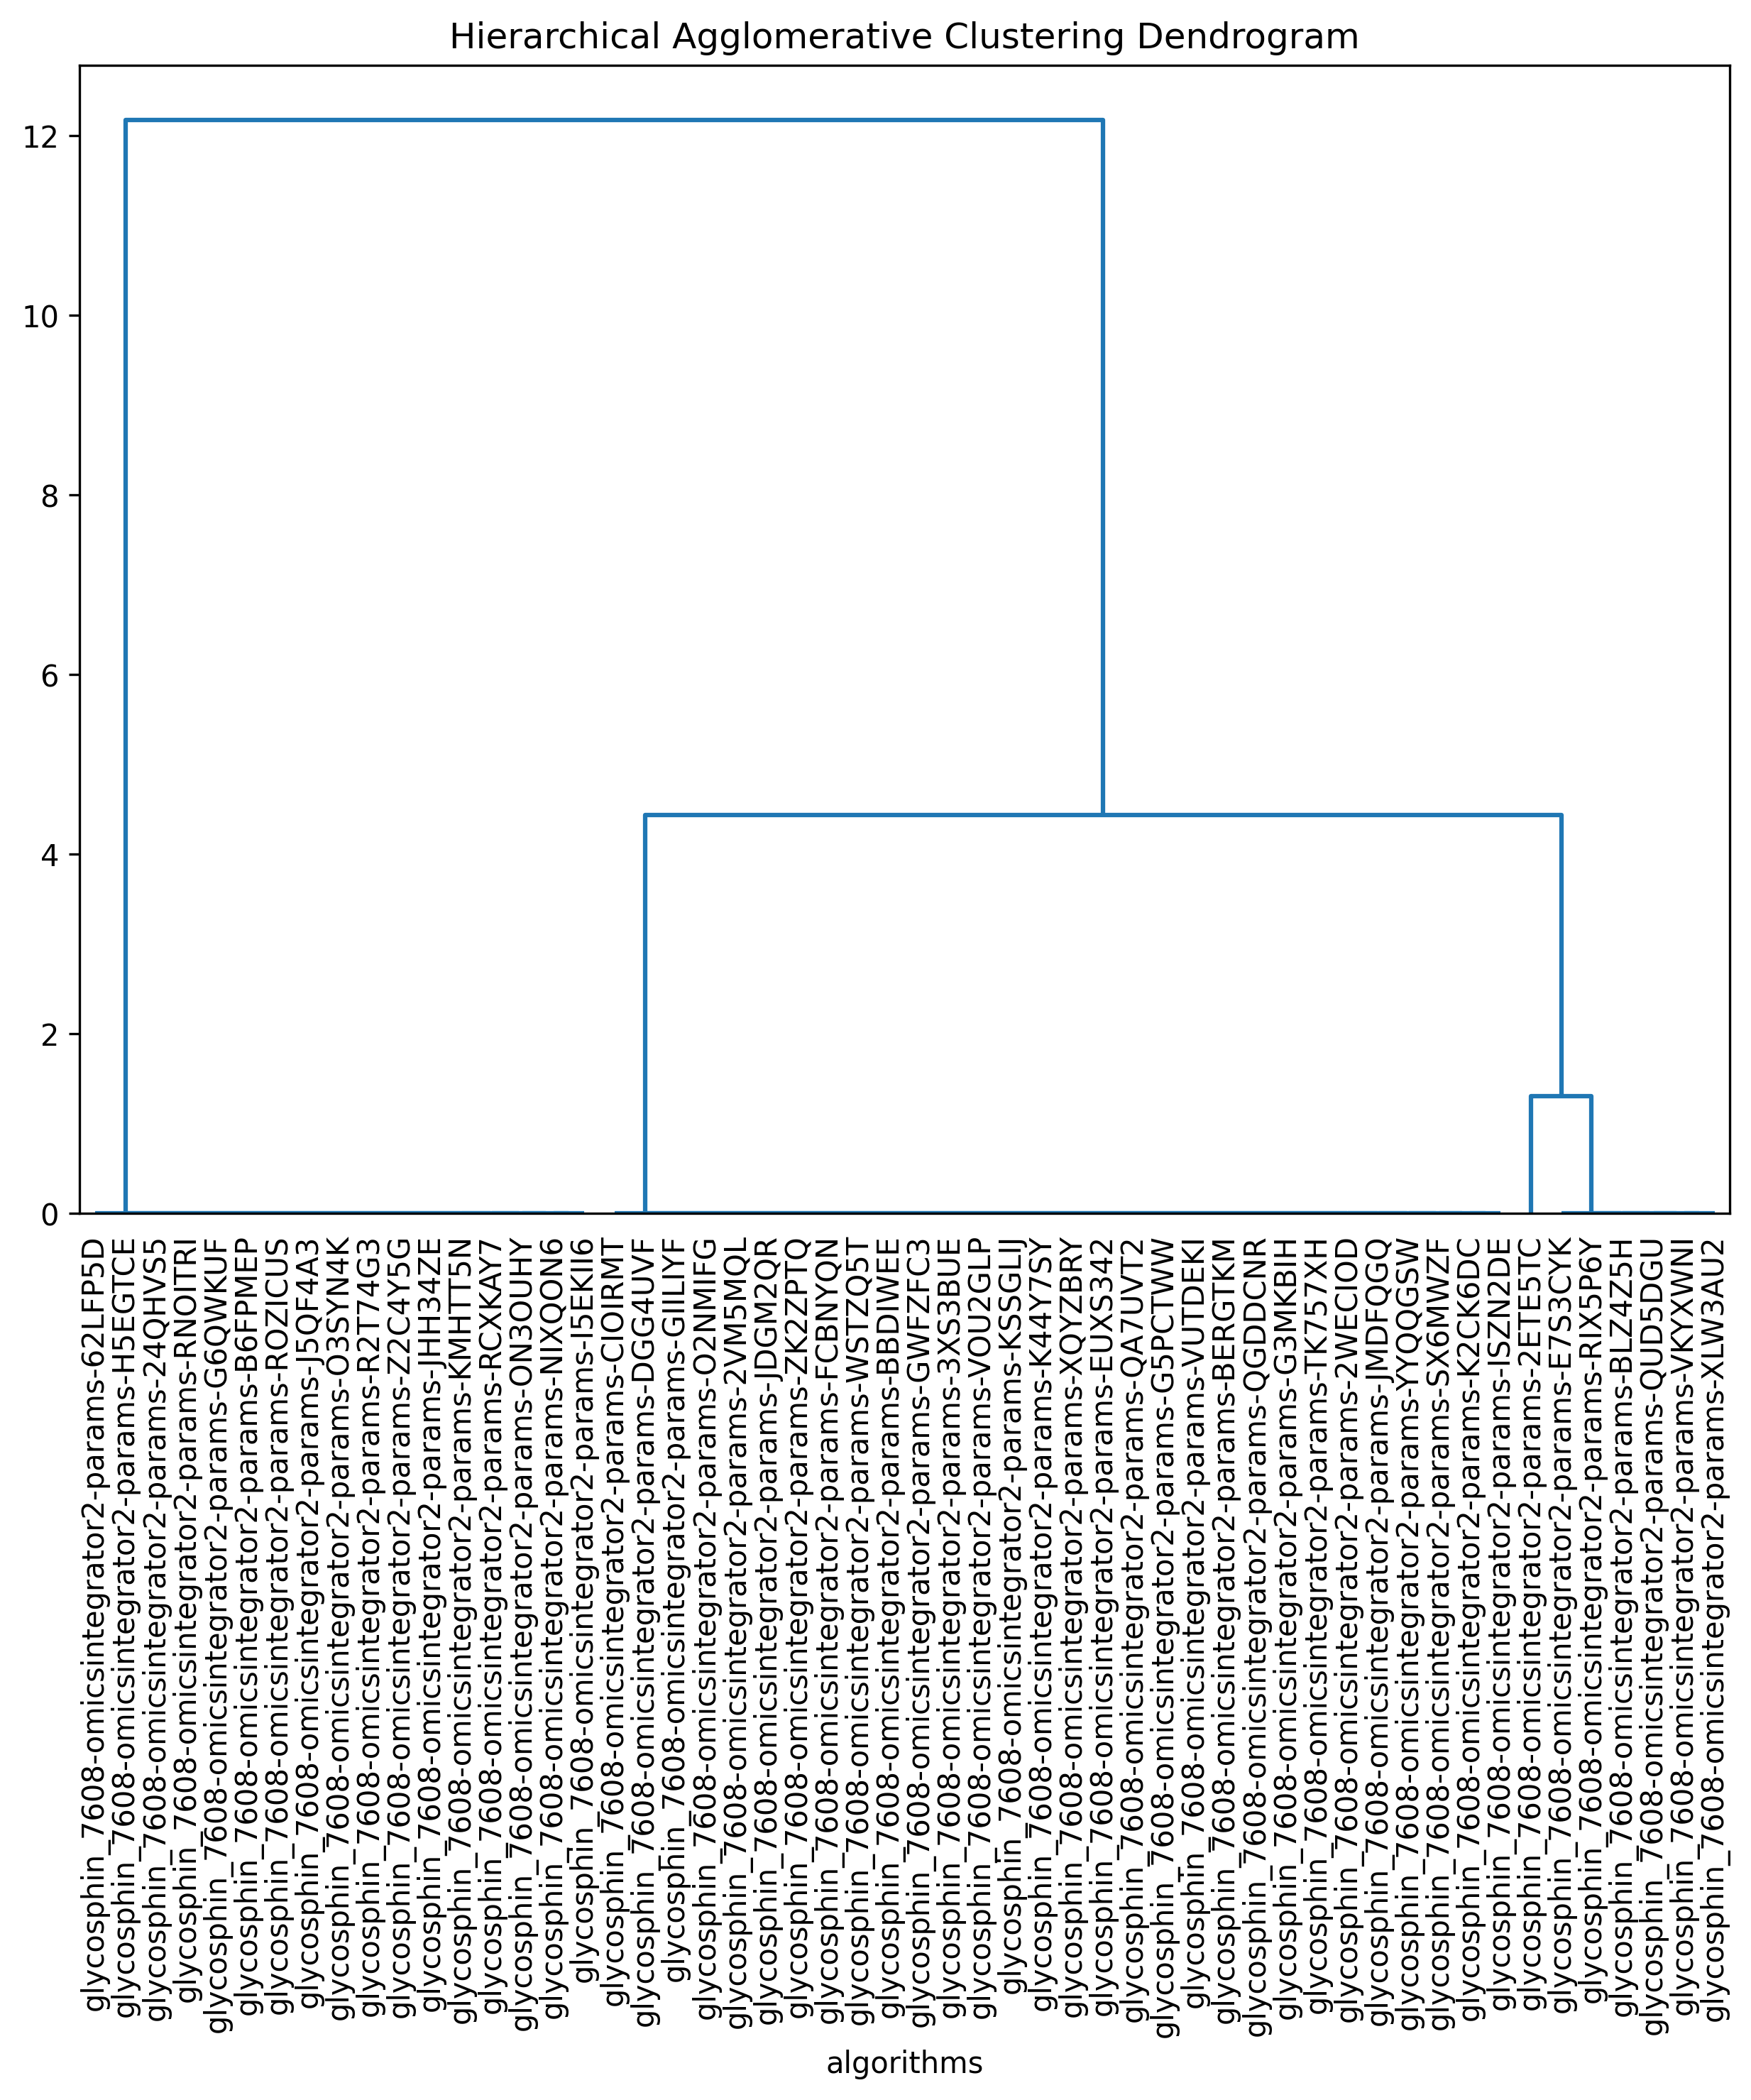 Hierarchical Agglomerative Clustering Dendrogram
12
10
8
6
4
2
0
glycosphin_7608-omicsintegrator2-params-62LFP5D
glycosphin_7608-omicsintegrator2-params-H5EGTCE
glycosphin_7608-omicsintegrator2-params-24QHVS5
glycosphin_7608-omicsintegrator2-params-RNOITRI
glycosphin_7608-omicsintegrator2-params-G6QWKUF
glycosphin_7608-omicsintegrator2-params-B6FPMEP
glycosphin_7608-omicsintegrator2-params-ROZICUS
glycosphin_7608-omicsintegrator2-params-J5QF4A3
glycosphin_7608-omicsintegrator2-params-O3SYN4K
glycosphin_7608-omicsintegrator2-params-R2T74G3
glycosphin_7608-omicsintegrator2-params-Z2C4Y5G
glycosphin_7608-omicsintegrator2-params-JHH34ZE
glycosphin_7608-omicsintegrator2-params-KMHTT5N
glycosphin_7608-omicsintegrator2-params-RCXKAY7
glycosphin_7608-omicsintegrator2-params-ON3OUHY
glycosphin_7608-omicsintegrator2-params-NIXQON6
glycosphin_7608-omicsintegrator2-params-I5EKII6
glycosphin_7608-omicsintegrator2-params-CIOIRMT
glycosphin_7608-omicsintegrator2-params-DGG4UVF
glycosphin_7608-omicsintegrator2-params-GIILIYF
glycosphin_7608-omicsintegrator2-params-O2NMIFG
glycosphin_7608-omicsintegrator2-params-2VM5MQL
glycosphin_7608-omicsintegrator2-params-JDGM2QR
glycosphin_7608-omicsintegrator2-params-ZK2ZPTQ
glycosphin_7608-omicsintegrator2-params-FCBNYQN
glycosphin_7608-omicsintegrator2-params-WSTZQ5T
glycosphin_7608-omicsintegrator2-params-BBDIWEE
glycosphin_7608-omicsintegrator2-params-GWFZFC3
glycosphin_7608-omicsintegrator2-params-3XS3BUE
glycosphin_7608-omicsintegrator2-params-VOU2GLP
glycosphin_7608-omicsintegrator2-params-KSSGLIJ
glycosphin_7608-omicsintegrator2-params-K44Y7SY
glycosphin_7608-omicsintegrator2-params-XQYZBRY
glycosphin_7608-omicsintegrator2-params-EUXS342
glycosphin_7608-omicsintegrator2-params-QA7UVT2
glycosphin_7608-omicsintegrator2-params-G5PCTWW
glycosphin_7608-omicsintegrator2-params-VUTDEKI
glycosphin_7608-omicsintegrator2-params-BERGTKM
glycosphin_7608-omicsintegrator2-params-QGDDCNR
glycosphin_7608-omicsintegrator2-params-G3MKBIH
glycosphin_7608-omicsintegrator2-params-TK757XH
glycosphin_7608-omicsintegrator2-params-2WECIOD
glycosphin_7608-omicsintegrator2-params-JMDFQGQ
glycosphin_7608-omicsintegrator2-params-YYQQGSW
glycosphin_7608-omicsintegrator2-params-SX6MWZF
glycosphin_7608-omicsintegrator2-params-K2CK6DC
glycosphin_7608-omicsintegrator2-params-ISZN2DE
glycosphin_7608-omicsintegrator2-params-2ETE5TC
glycosphin_7608-omicsintegrator2-params-E7S3CYK
glycosphin_7608-omicsintegrator2-params-RIX5P6Y
glycosphin_7608-omicsintegrator2-params-BLZ4Z5H
glycosphin_7608-omicsintegrator2-params-QUD5DGU
glycosphin_7608-omicsintegrator2-params-VKYXWNI
glycosphin_7608-omicsintegrator2-params-XLW3AU2
algorithms